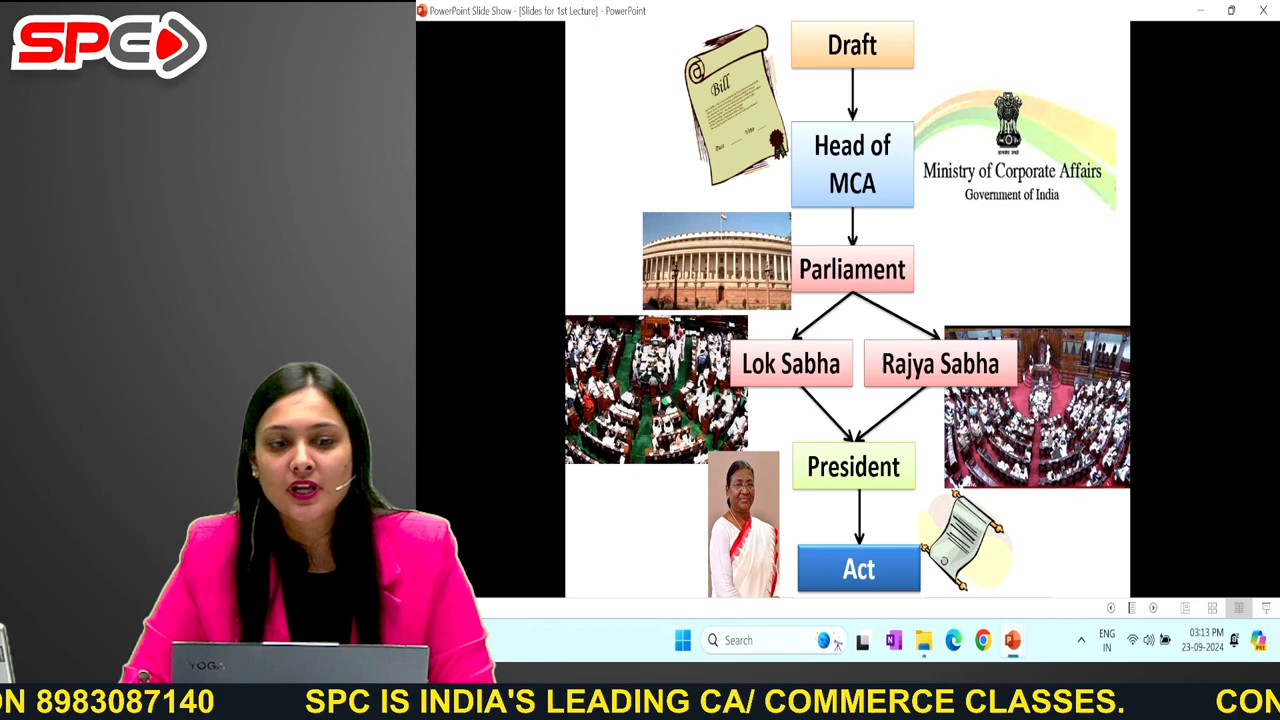 SPC
PowerPoint Slide Show - [Slides for 1st Lecture] - PowerPoint
Draft
Bill
Head of
MCA
Ministry of Corporate Affairs
Government of India
Parliament
Lok Sabha
Rajya Sabha
President
Act
YOGA
Search
ENG
IN
03:13 PM
23-09-2024
ON 8983087140
SPC IS INDIA'S LEADING CA/ COMMERCE CLASSES.
CON